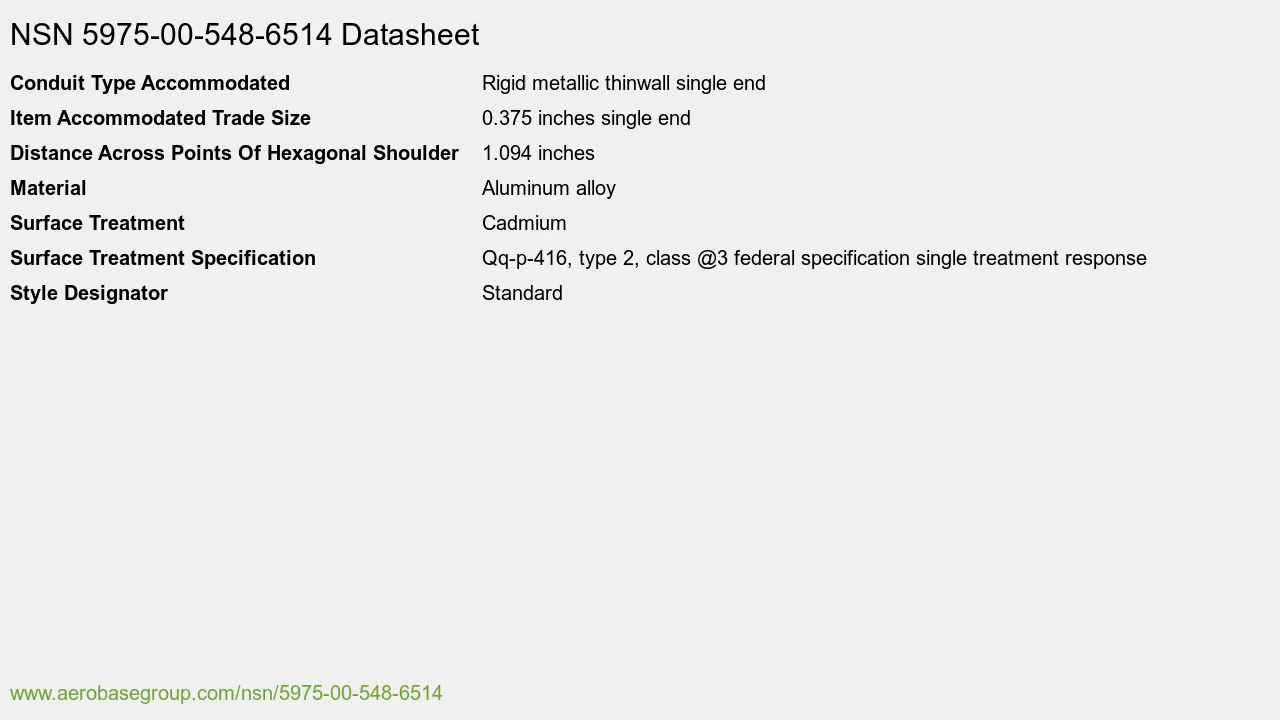 NSN 5975-00-548-6514 Datasheet
Conduit Type Accommodated Rigid metallic thinwall single end
Item Accommodated Trade Size 0.375 inches single end
Distance Across Points Of Hexagonal Shoulder 1.094 inches
Material Aluminum alloy
Surface Treatment Cadmium
Surface Treatment Specification Qq-p-416, type 2, class @3 federal specification single treatment response
Style Designator Standard
www.aerobasegroup.com/nsn/5975-00-548-6514